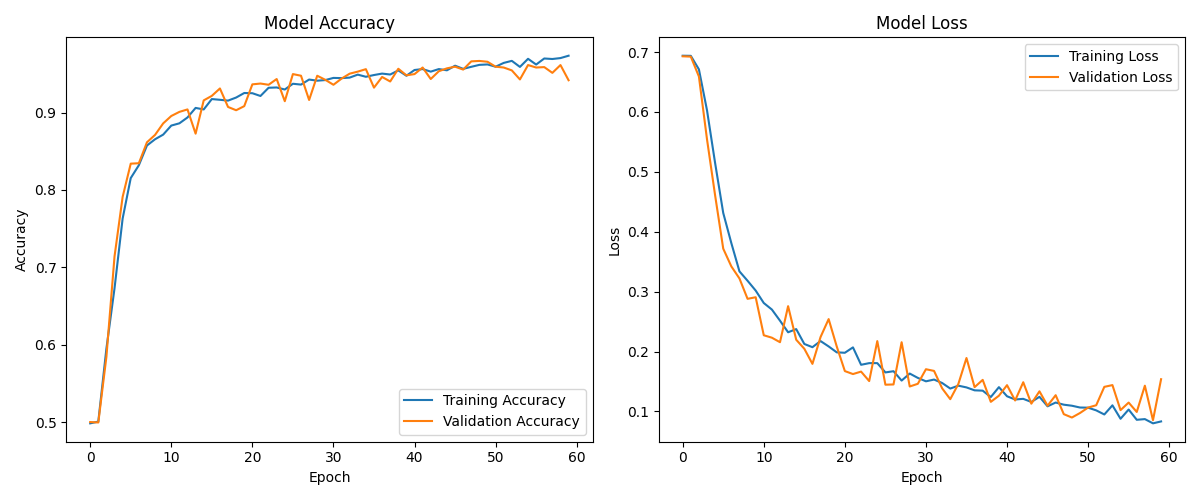 Model Accuracy
Accuracy
0.9
0.8
0.7
0.6
0.5
0 10 20 30 40 50 60
Epoch
Training Accuracy
Validation Accuracy
Model Loss
Loss
0.7
0.6
0.5
0.4
0.3
0.2
0.1
0 10 20 30 40 50 60
Epoch
Training Loss
Validation Loss